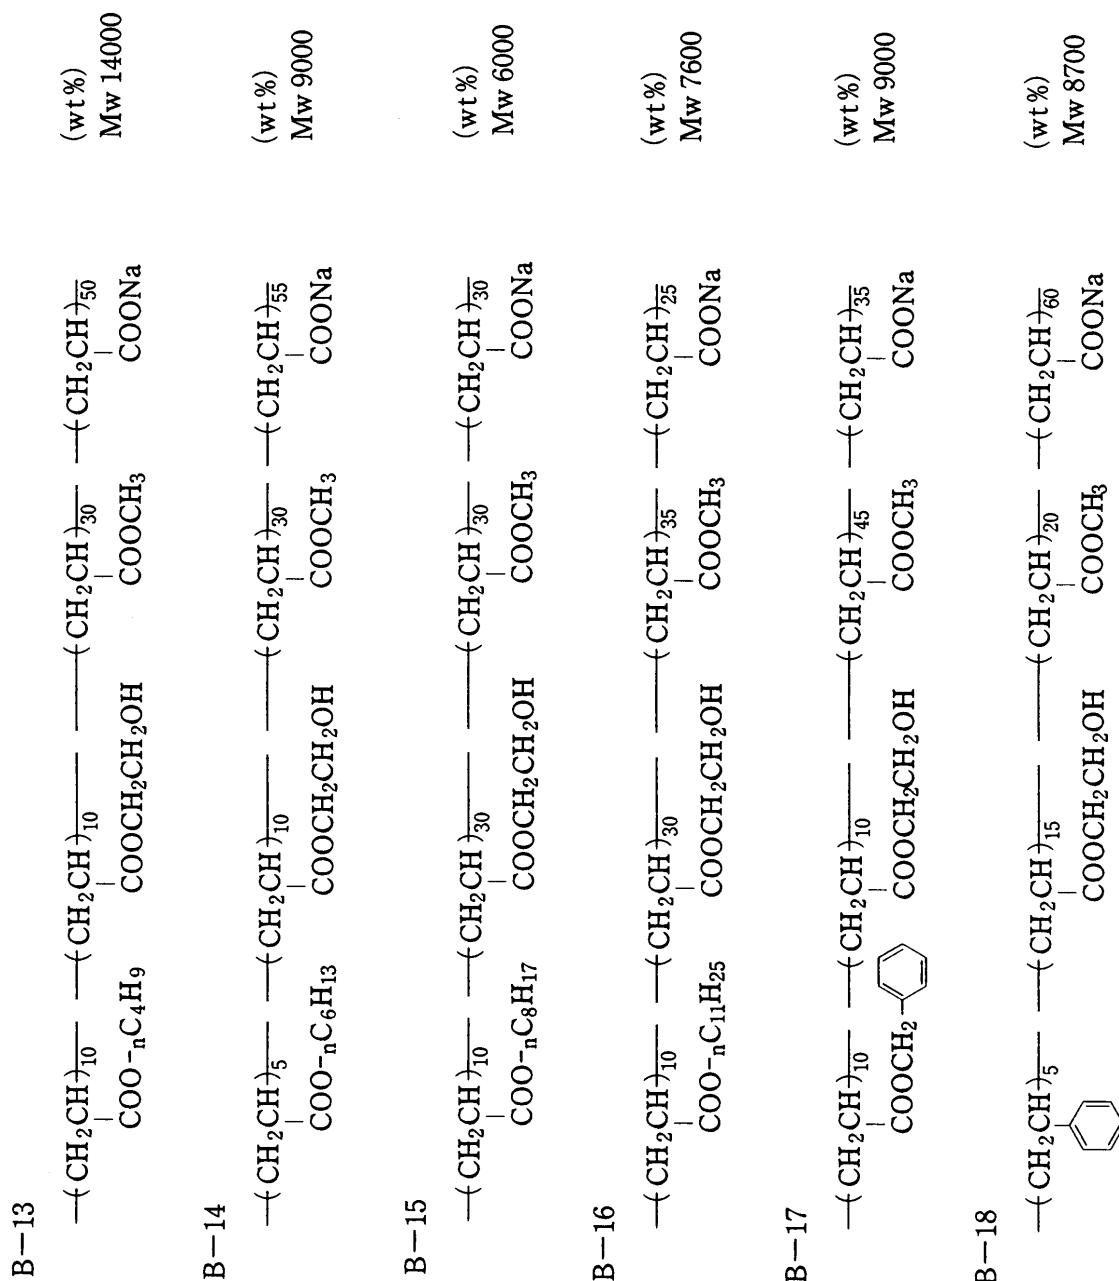 B—13
—(CH₂CH)₁₀— —(CH₂CH)₁₀— —(CH₂CH)₃₀— —(CH₂CH)₅₀ (wt%)
COO-ₙC₄H₉ COOCH₂CH₂OH COOCH₃ COONa Mw 14000
B—14
—(CH₂CH)₅— —(CH₂CH)₁₀— —(CH₂CH)₃₀— —(CH₂CH)₅₅ (wt%)
COO-ₙC₆H₁₃ COOCH₂CH₂OH COOCH₃ COONa Mw 9000
B—15
—(CH₂CH)₁₀— —(CH₂CH)₃₀— —(CH₂CH)₃₀— —(CH₂CH)₃₀ (wt%)
COO-ₙC₈H₁₇ COOCH₂CH₂OH COOCH₃ COONa Mw 6000
B—16
—(CH₂CH)₁₀— —(CH₂CH)₃₀— —(CH₂CH)₃₅— —(CH₂CH)₂₅ (wt%)
COO-ₙC₁₁H₂₅ COOCH₂CH₂OH COOCH₃ COONa Mw 7600
B—17
—(CH₂CH)₁₀— —(CH₂CH)₁₀— —(CH₂CH)₄₅— —(CH₂CH)₃₅ (wt%)
COOCH₂- COOCH₂CH₂OH COOCH₃ COONa Mw 9000
B—18
—(CH₂CH)₅— —(CH₂CH)₁₅— —(CH₂CH)₂₀— —(CH₂CH)₆₀ (wt%)
COOCH₂CH₂OH COOCH₃ COONa Mw 8700